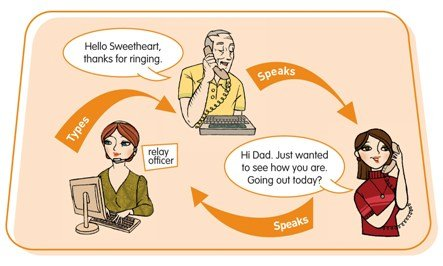 Hello Sweetheart,
thanks for ringing.
Speaks
Types
relay
officer
Hi Dad. Just wanted
to see how you are.
Going out today?
Speaks